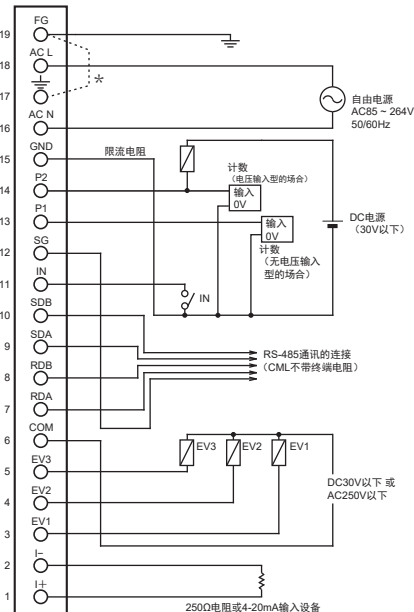 FG
19
AC L
18
17
*
AC N
16
自由电源
AC85 ~ 264V
50/60Hz
GND
15
限流电阻
P2
14
计数
(电压输入型的场合)
输入
0V
P1
13
输入
0V
计数
(无电压输入
型的场合)
DC电源
(30V以下)
SG
12
IN
11
IN
SDB
10
SDA
9
RS-485通讯的连接
(CML不带终端电阻)
RDB
8
RDA
7
COM
6
EV3
5
EV3
EV2
EV1
EV2
4
DC30V以下 或
AC250V以下
EV1
3
I−
2
I+
1
250Ω电阻或4-20mA输入设备